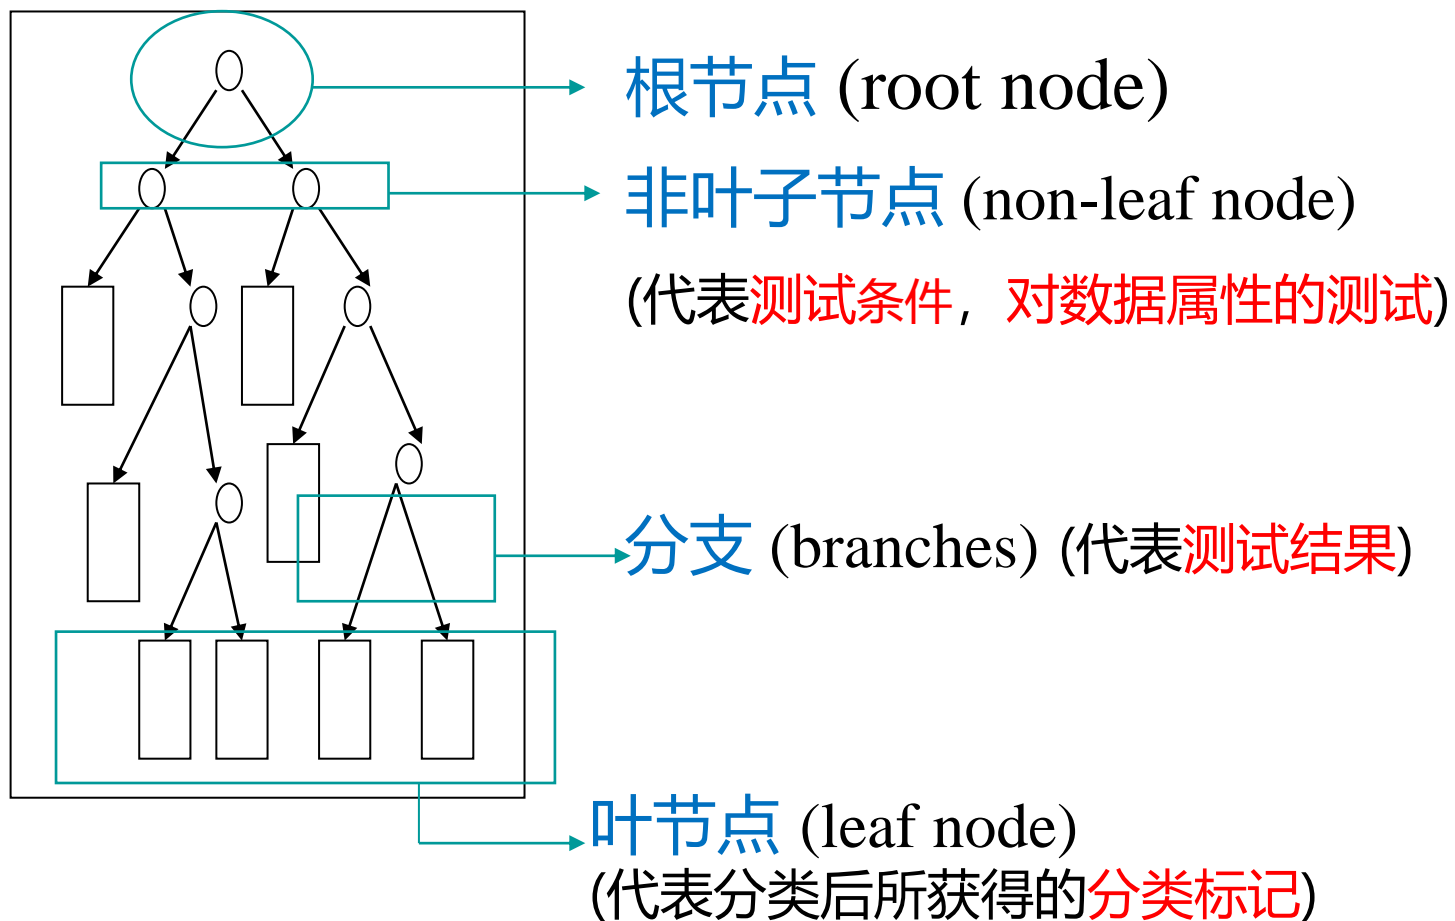 根节点 (root node)
非叶子节点 (non-leaf node)
(代表测试条件，对数据属性的测试)
分支 (branches) (代表测试结果)
叶节点 (leaf node)
(代表分类后所获得的分类标记)